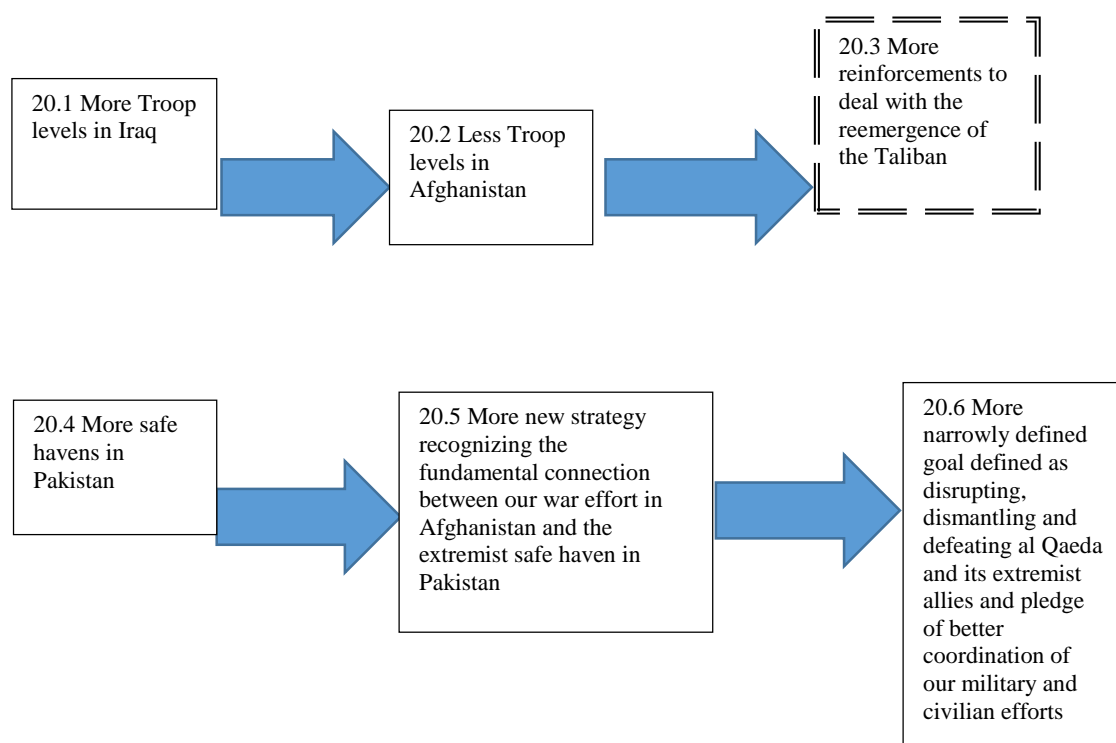 20.1 More Troop
levels in Iraq
20.2 Less Troop
levels in
Afghanistan
20.3 More
reinforcements to
deal with the
reemergence of
the Taliban
20.4 More safe
havens in
Pakistan
20.5 More new strategy
recognizing the
fundamental connection
between our war effort in
Afghanistan and the
extremist safe haven in
Pakistan
20.6 More
narrowly defined
goal defined as
disrupting,
dismantling and
defeating al Qaeda
and its extremist
allies and pledge
of better
coordination of
our military and
civilian efforts